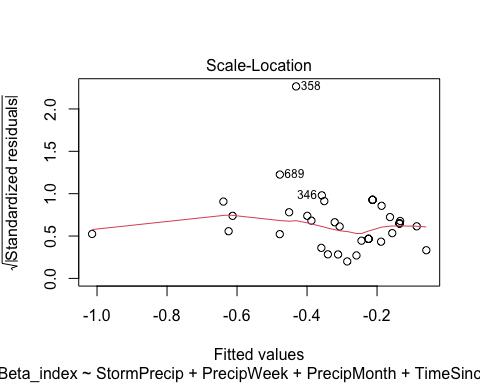 Scale-Location
√|Standardized residuals|
2.0
1.5
1.0
0.5
0.0
358
689
346
-1.0 -0.8 -0.6 -0.4 -0.2
Fitted values
Beta_index ~ StormPrecip + PrecipWeek + PrecipMonth + TimeSinc